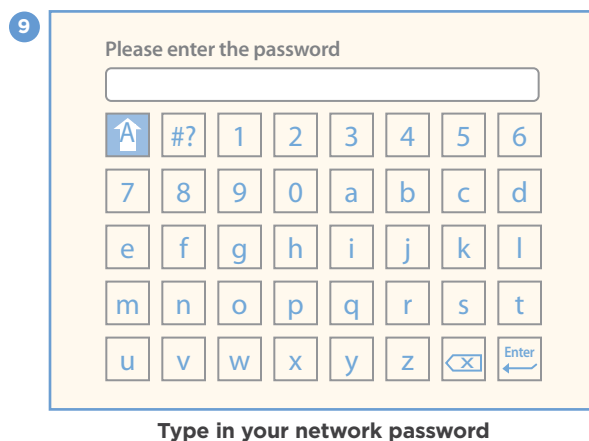 9
Please enter the password
A #? 1 2 3 4 5 6
7 8 9 0 a b c d
e f g h i j k l
m n o p q r s t
u v w x y z Enter
Type in your network password